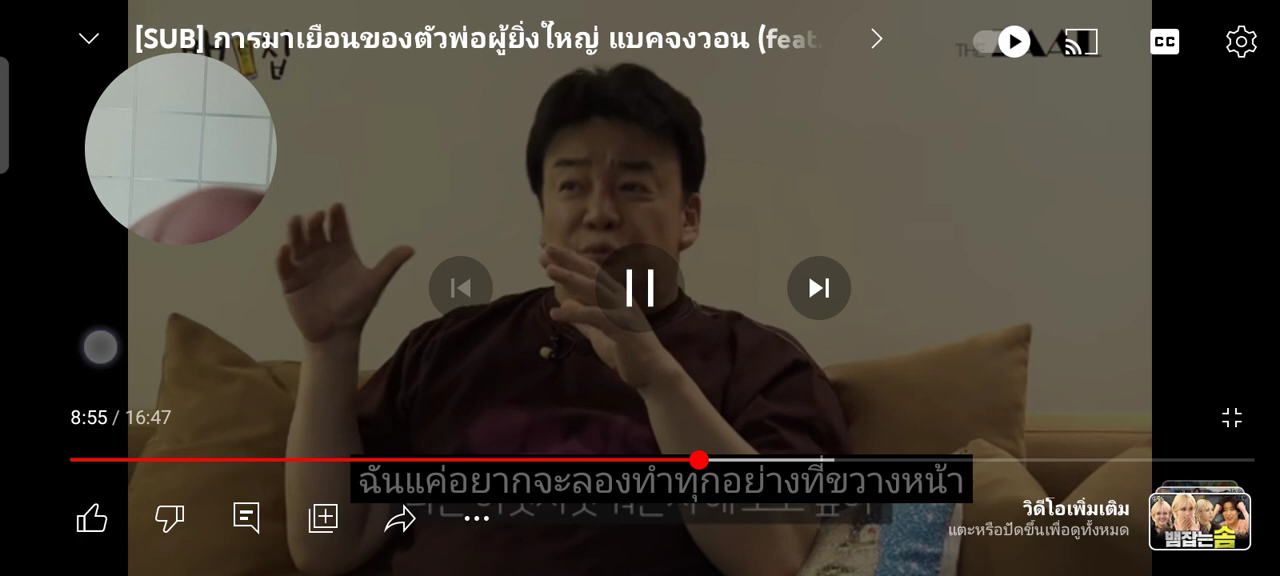 [SUB] การมาเยือนของตัวพ่อผู้ยิ่งใหญ่ แบคจงวอน (feat.
THE
CC
8:55 / 16:47
ฉันแค่อยากจะลองทำทุกอย่างที่ขวางหน้า
วิดีโอเพิ่มเติม
แตะหรือปัดขึ้นเพื่อดูทั้งหมด
뱀잡는솜